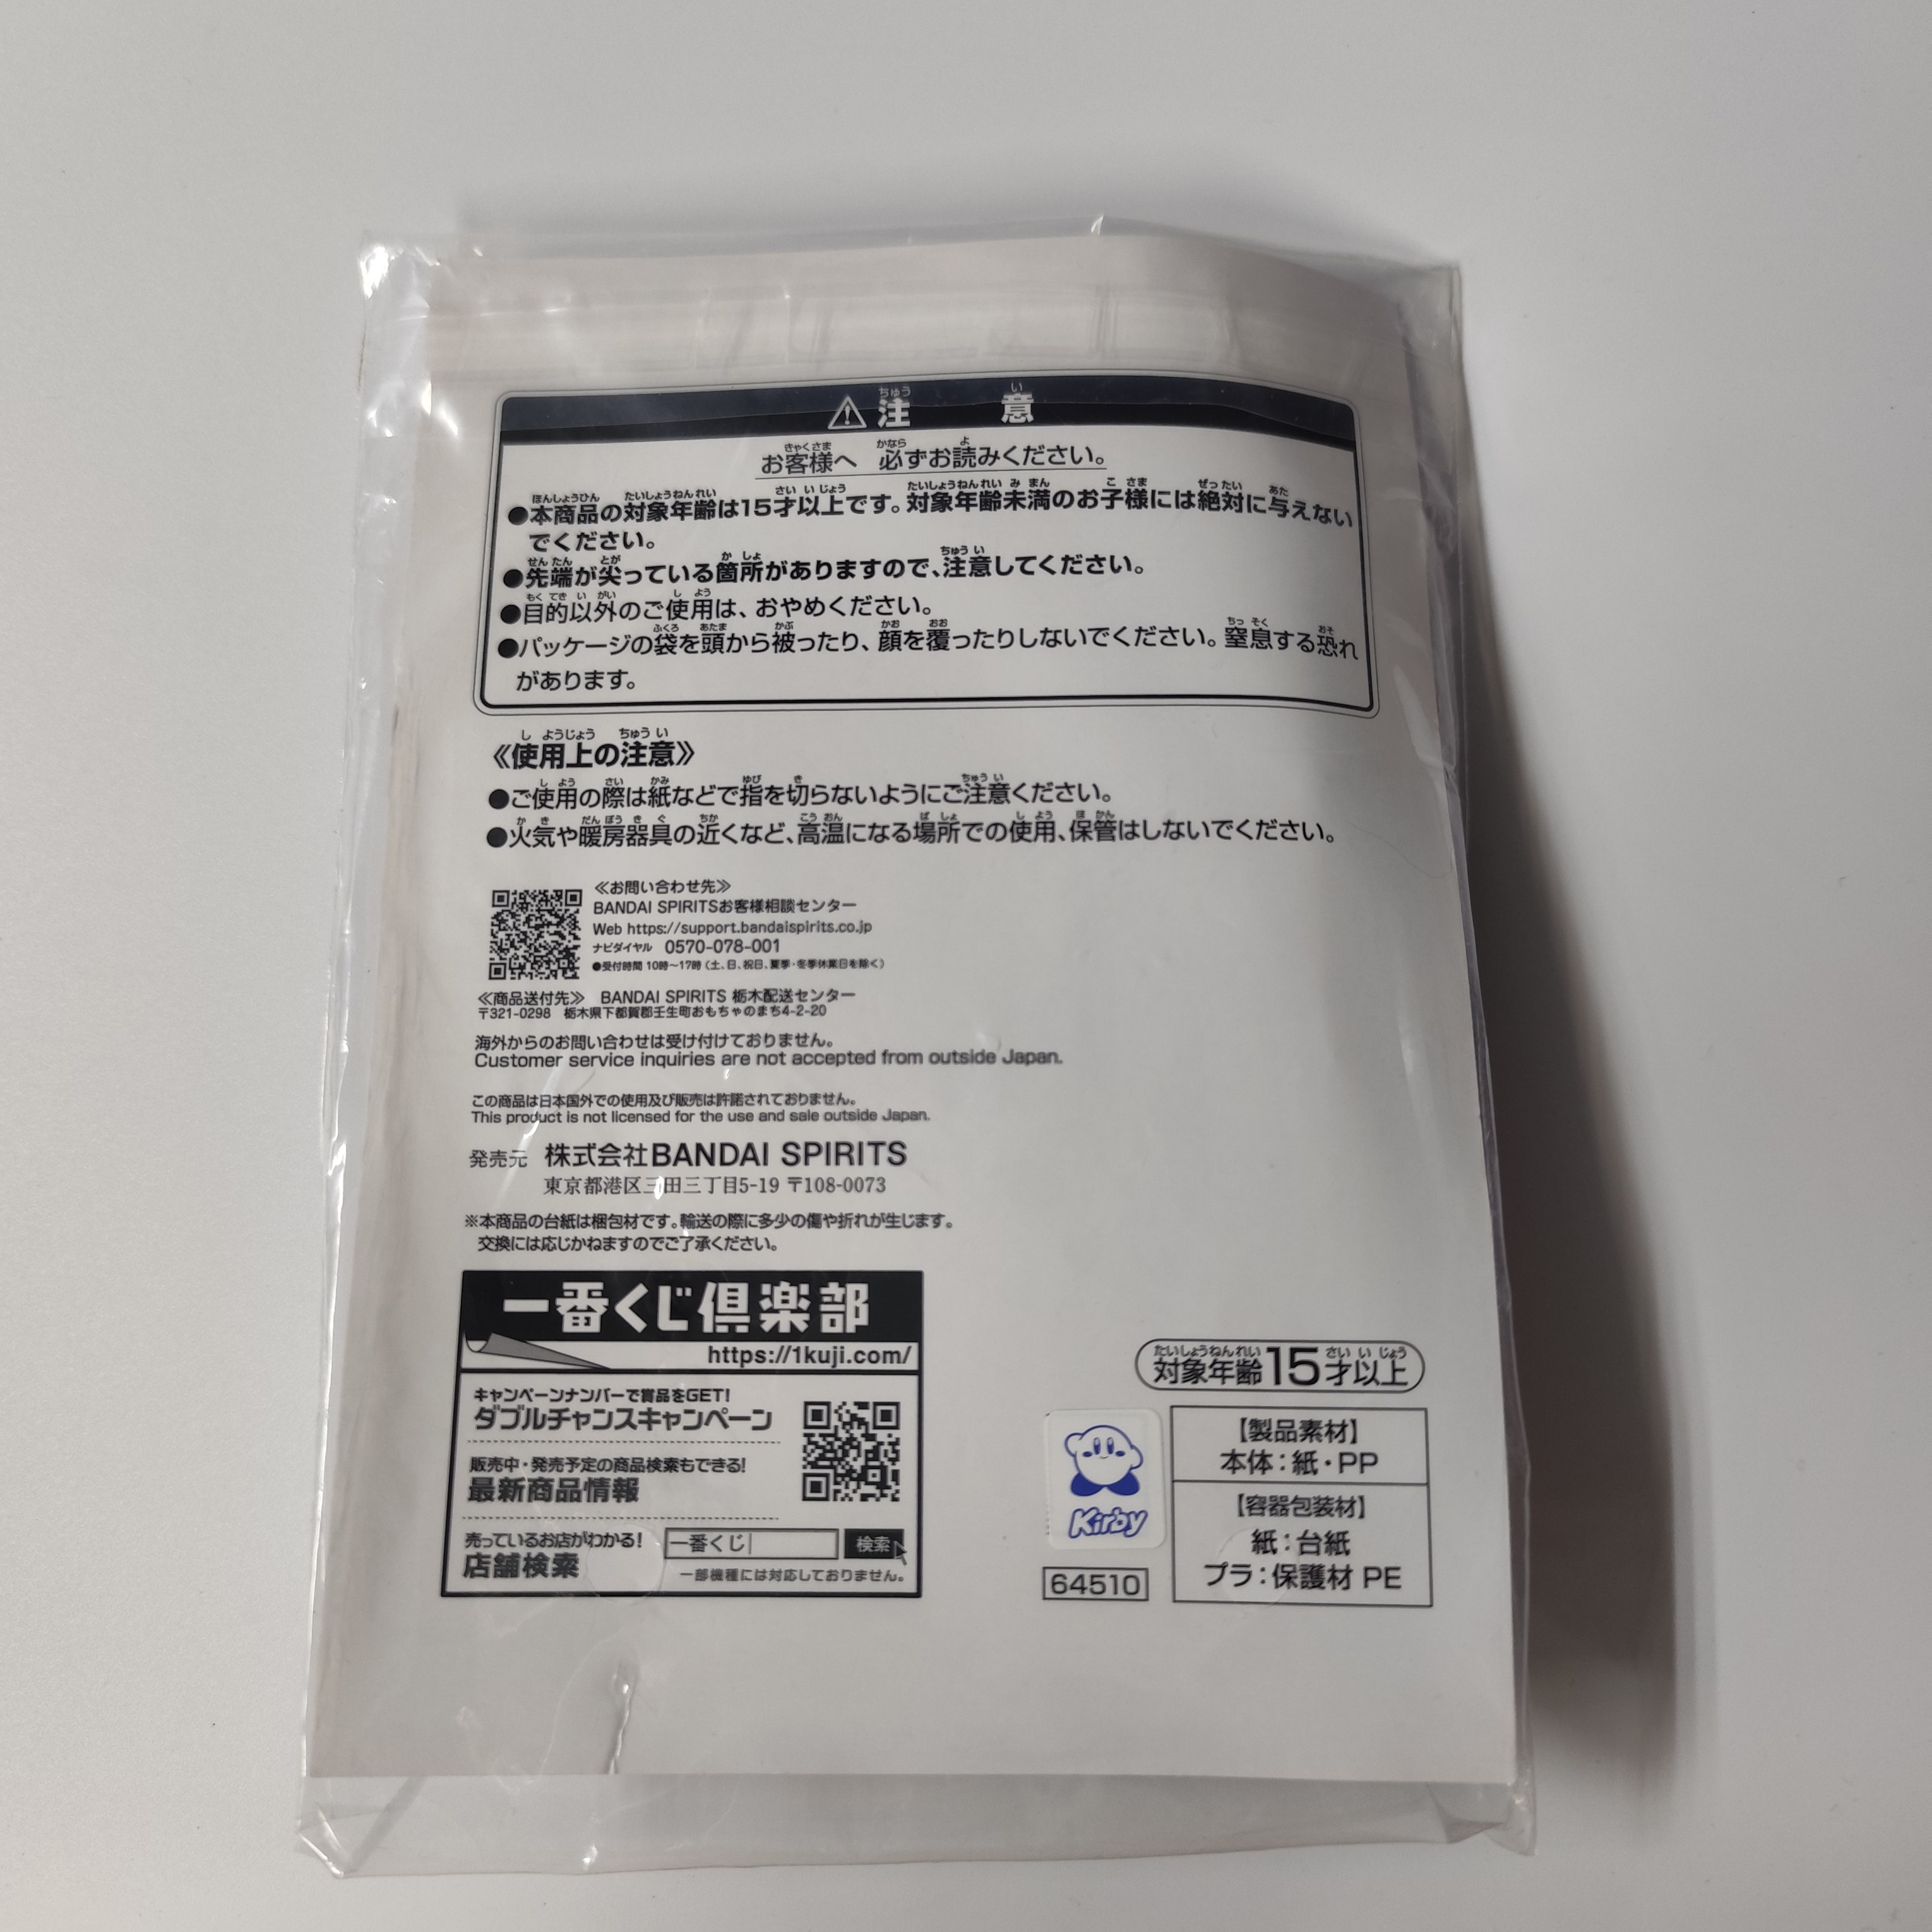 ⚠注意
お客様へ 必ずお読みください。
●本商品の対象年齢は15才以上です。対象年齢未満のお子様には絶対に与えない
でください。
●先端が尖っている箇所がありますので、注意してください。
●目的以外のご使用は、おやめください。
●パッケージの袋を頭から被ったり、顔を覆ったりしないでください。窒息する恐れ
があります。
《使用上の注意》
●ご使用の際は紙などで指を切らないようにご注意ください。
●火気や暖房器具の近くなど、高温になる場所での使用、保管はしないでください。
≪お問い合わせ先≫
BANDAI SPIRITSお客様相談センター
Web https://support.bandaispirits.co.jp
ナビダイヤル 0570-078-001
●受付時間 10時〜17時（土、日、祝日、夏季・冬季休業日を除く）
≪商品送付先≫ BANDAI SPIRITS 栃木配送センター
〒321-0298 栃木県下都賀郡壬生町おもちゃのまち4-2-20
海外からのお問い合わせは受け付けておりません。
Customer service inquiries are not accepted from outside Japan.
この商品は日本国外での使用及び販売は許諾されておりません。
This product is not licensed for the use and sale outside Japan.
発売元 株式会社BANDAI SPIRITS
東京都港区三田三丁目5-19 〒108-0073
※本商品の台紙は梱包材です。輸送の際に多少の傷や折れが生じます。
交換には応じかねますのでご了承ください。
一番くじ倶楽部
https://1kuji.com/
キャンペーンナンバーで賞品をGET!
ダブルチャンスキャンペーン
販売中・発売予定の商品検索もできる!
最新商品情報
売っているお店がわかる!
店舗検索
一番くじ 検索
一部機種には対応しておりません。
対象年齢15才以上
Kirby
64510
【製品素材】
本体：紙・PP
【容器包装材】
紙：台紙
プラ：保護材 PE